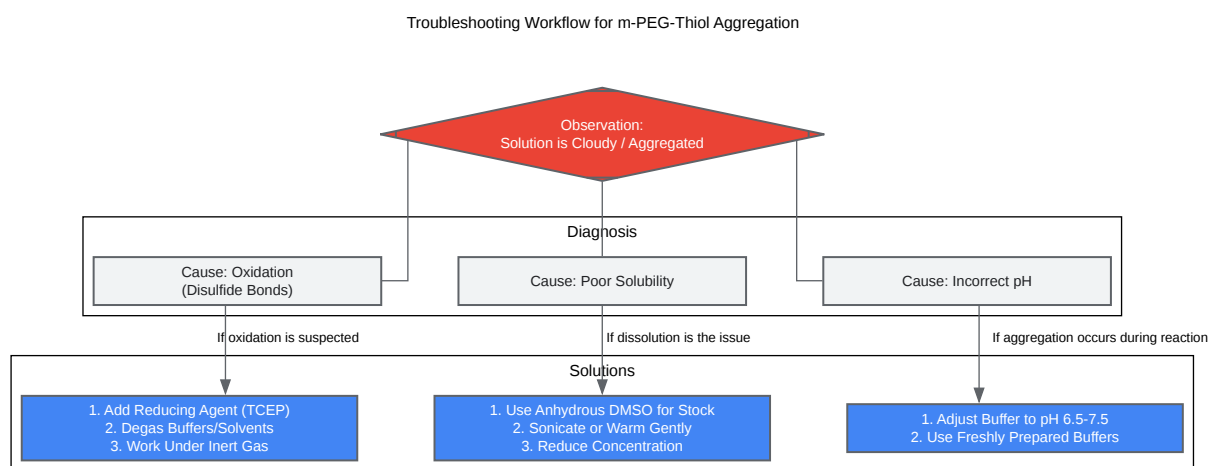 Troubleshooting Workflow for m-PEG-Thiol Aggregation
Observation:
Solution is Cloudy / Aggregated
Diagnosis
Cause: Oxidation
(Disulfide Bonds)
Cause: Poor Solubility
Cause: Incorrect pH
If oxidation is suspected
If dissolution is the issue
If aggregation occurs during reaction
Solutions
1. Add Reducing Agent (TCEP)
2. Degas Buffers/Solvents
3. Work Under Inert Gas
1. Use Anhydrous DMSO for Stock
2. Sonicate or Warm Gently
3. Reduce Concentration
1. Adjust Buffer to pH 6.5-7.5
2. Use Freshly Prepared Buffers